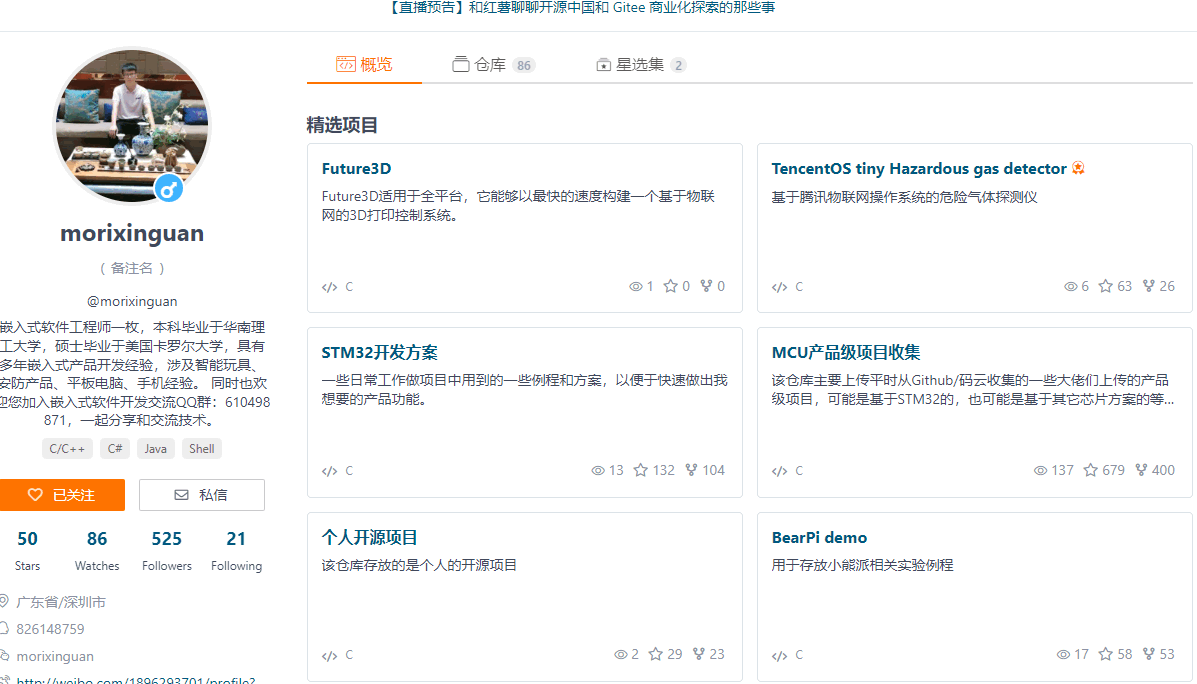 【直播预告】和红薯聊聊开源中国和 Gitee 商业化探索的那些事
概览
仓库 86
星选集 2
morixinguan
( 备注名 )
@morixinguan
嵌入式软件工程师一枚，本科毕业于华南理
工大学，硕士毕业于美国卡罗尔大学，具有
多年嵌入式产品开发经验，涉及智能玩具、
安防产品、平板电脑、手机经验。 同时也欢
迎您加入嵌入式软件开发交流QQ群：610498
871，一起分享和交流技术。
C/C++ C# Java Shell
已关注 私信
50 86 525 21
Stars Watches Followers Following
广东省/深圳市
826148759
morixinguan
http://weibo.com/1896293701/profile?
精选项目
Future3D
Future3D适用于全平台，它能够以最快的速度构建一个基于物联
网的3D打印控制系统。
C 1 0 0
TencentOS tiny Hazardous gas detector
基于腾讯物联网操作系统的危险气体探测仪
C 6 63 26
STM32开发方案
一些日常工作做项目中用到的一些例程和方案，以便于快速做出我
想要的产品功能。
C 13 132 104
MCU产品级项目收集
该仓库主要上传平时从Github/码云收集的一些大佬们上传的产品
级项目，可能是基于STM32的，也可能是基于其它芯片方案的等...
C 137 679 400
个人开源项目
该仓库存放的是个人的开源项目
C 2 29 23
BearPi demo
用于存放小熊派相关实验例程
C 17 58 53